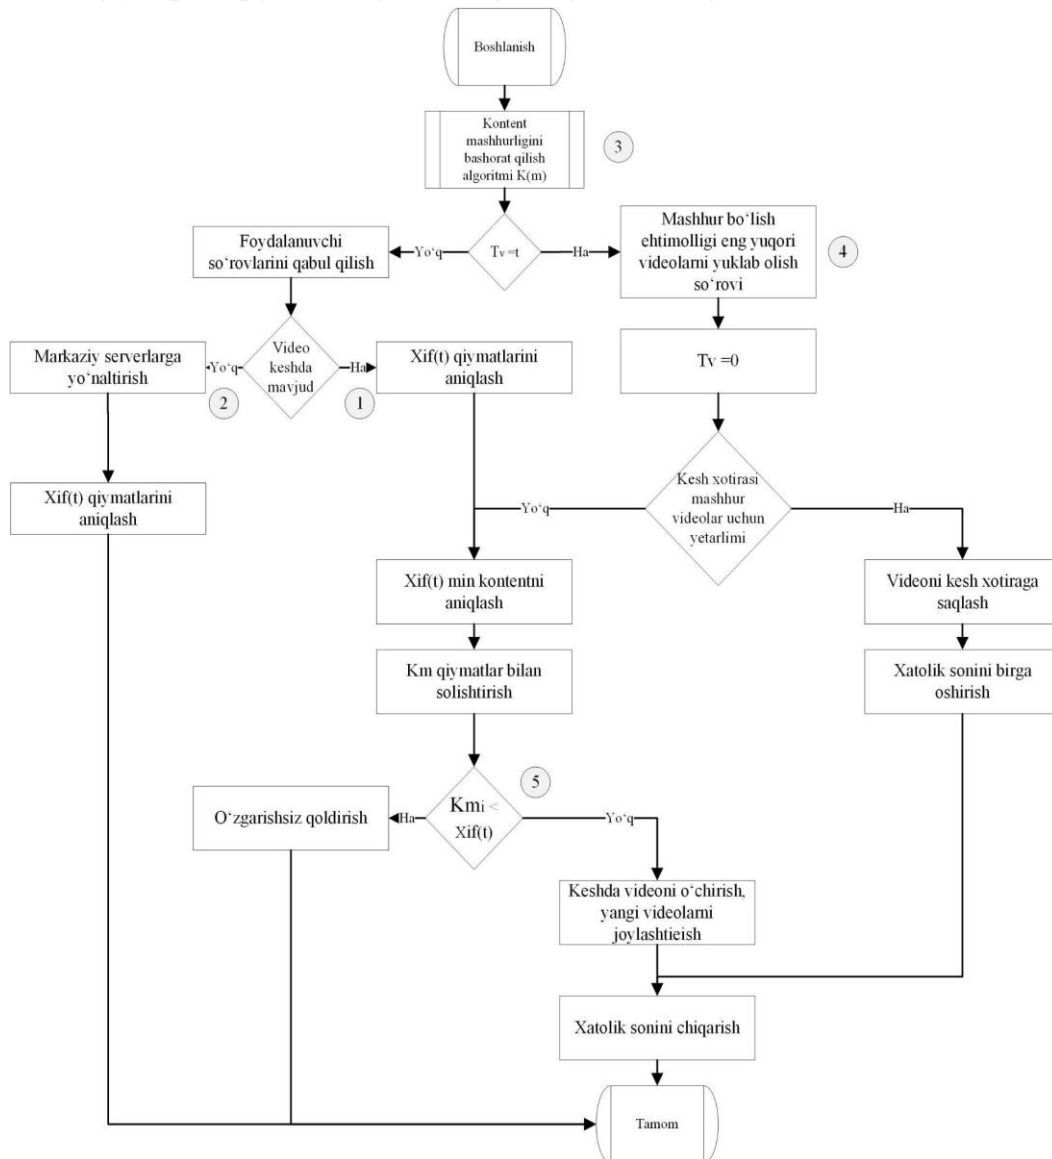 Boshlanish
Kontent
mashhurligini
bashorat qilish
algoritmi K(m)
3
Foydalanuvchi
so‘rovlarini qabul qilish
Yo‘q
Tv =t
Ha
Mashhur bo‘lish
ehtimolligi eng yuqori
videolarni yuklab olish
so‘rovi
4
Markaziy serverlarga
yo‘naltirish
Yo‘q
2
Video
keshda
mavjud
Ha
1
Xif(t) qiymatlarini
aniqlash
Tv =0
Xif(t) qiymatlarini
aniqlash
Yo‘q
Kesh xotirasi
mashhur
videolar uchun
yetarlimi
Ha
Xif(t) min kontentni
aniqlash
Videoni kesh xotiraga
saqlash
Km qiymatlar bilan
solishtirish
Xatolik sonini birga
oshirish
O‘zgarishsiz qoldirish
Ha
Kmi <
Xif(t)
5
Yo‘q
Keshda videoni o‘chirish,
yangi videolarni
joylashtieish
Xatolik sonini chiqarish
Tamom